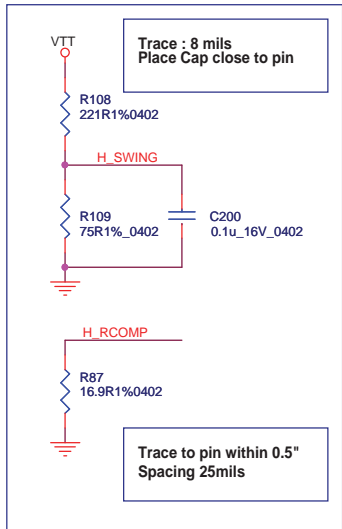 Trace : 8 mils
Place Cap close to pin
VTT
R108
221R1%0402
H_SWING
R109
75R1%_0402
C200
0.1u_16V_0402
H_RCOMP
R87
16.9R1%0402
Trace to pin within 0.5"
Spacing 25mils